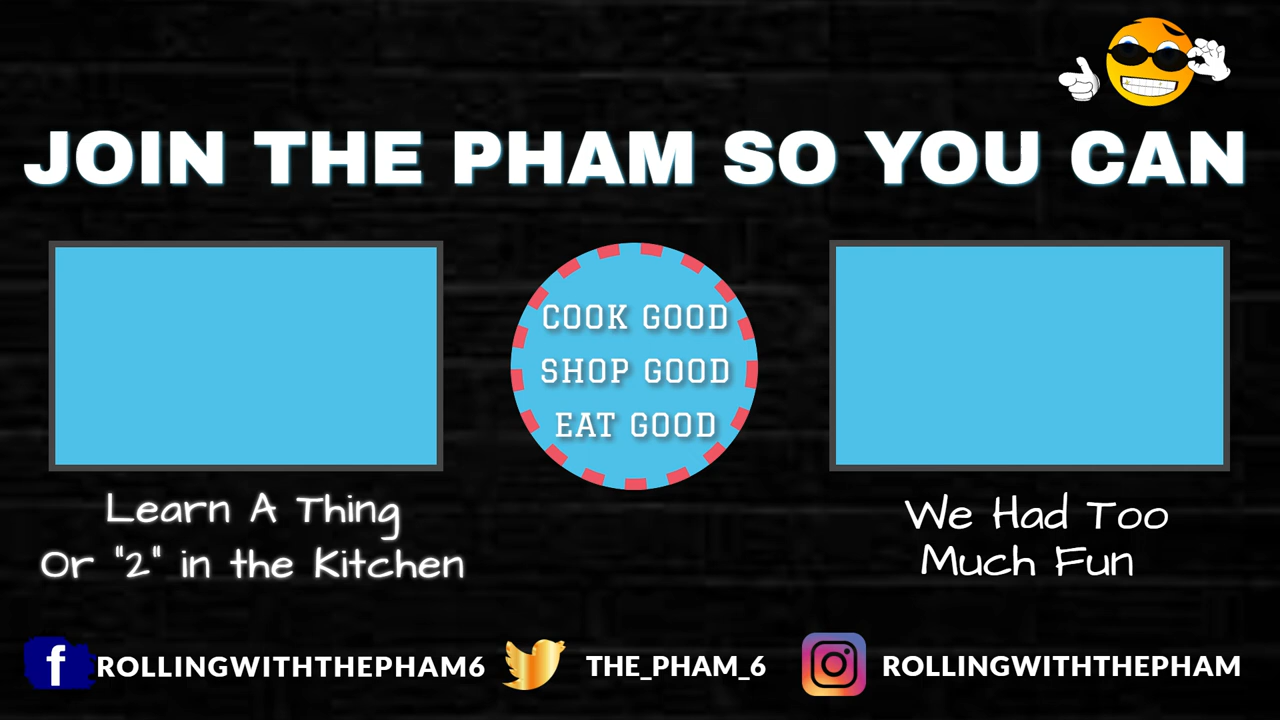 JOIN THE PHAM SO YOU CAN
COOK GOOD
SHOP GOOD
EAT GOOD
Learn A Thing
Or "2" in the Kitchen
We Had Too
Much Fun
f ROLLINGWITHTHEPHAM6
THE_PHAM_6
ROLLINGWITHTHEPHAM